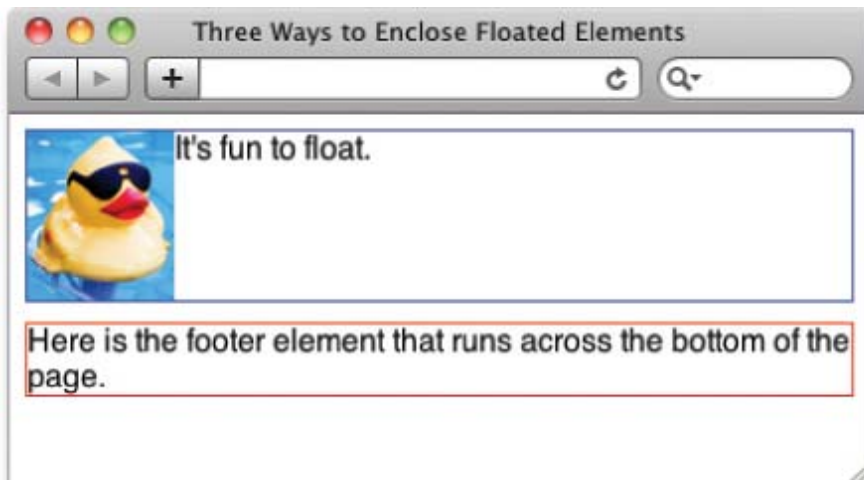 Three Ways to Enclose Floated Elements
It's fun to float.
Here is the footer element that runs across the bottom of the
page.